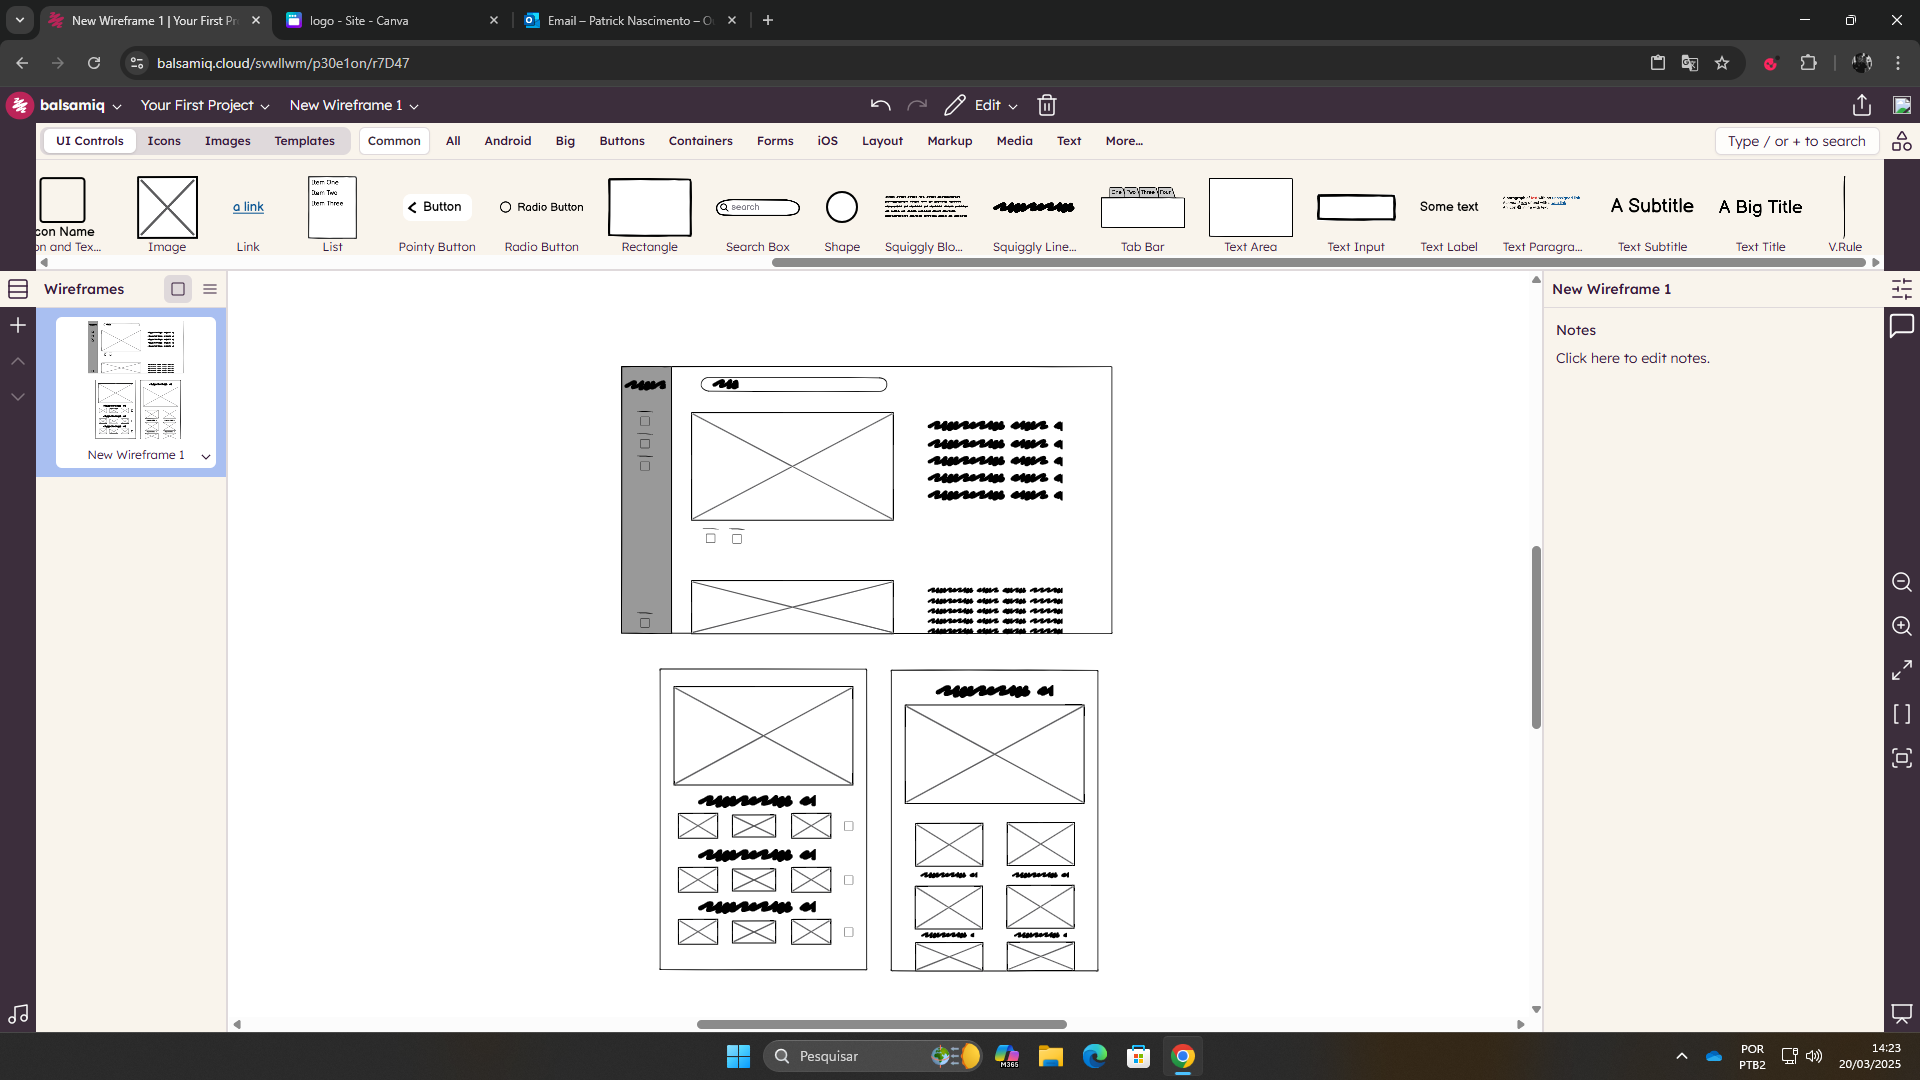 New Wireframe 1 | Your First Pr
logo - Site - Canva
Email – Patrick Nascimento – O
balsamiq.cloud/svwllwm/p30e1on/r7D47
balsamiq
Your First Project
New Wireframe 1
Edit
UI Controls
Icons
Images
Templates
Common
All
Android
Big
Buttons
Containers
Forms
iOS
Layout
Markup
Media
Text
More...
Type / or + to search
Item One
Item Two
Item Three
a link
Button
Radio Button
search
One Two Three Four
Some text
A Subtitle
A Big Title
con Name
on and Tex...
Image
Link
List
Pointy Button
Radio Button
Rectangle
Search Box
Shape
Squiggly Blo...
Squiggly Line...
Tab Bar
Text Area
Text Input
Text Label
Text Paragra...
Text Subtitle
Text Title
V.Rule
Wireframes
New Wireframe 1
New Wireframe 1
Notes
Click here to edit notes.
Pesquisar
M365
POR
PTB2
14:23
20/03/2025